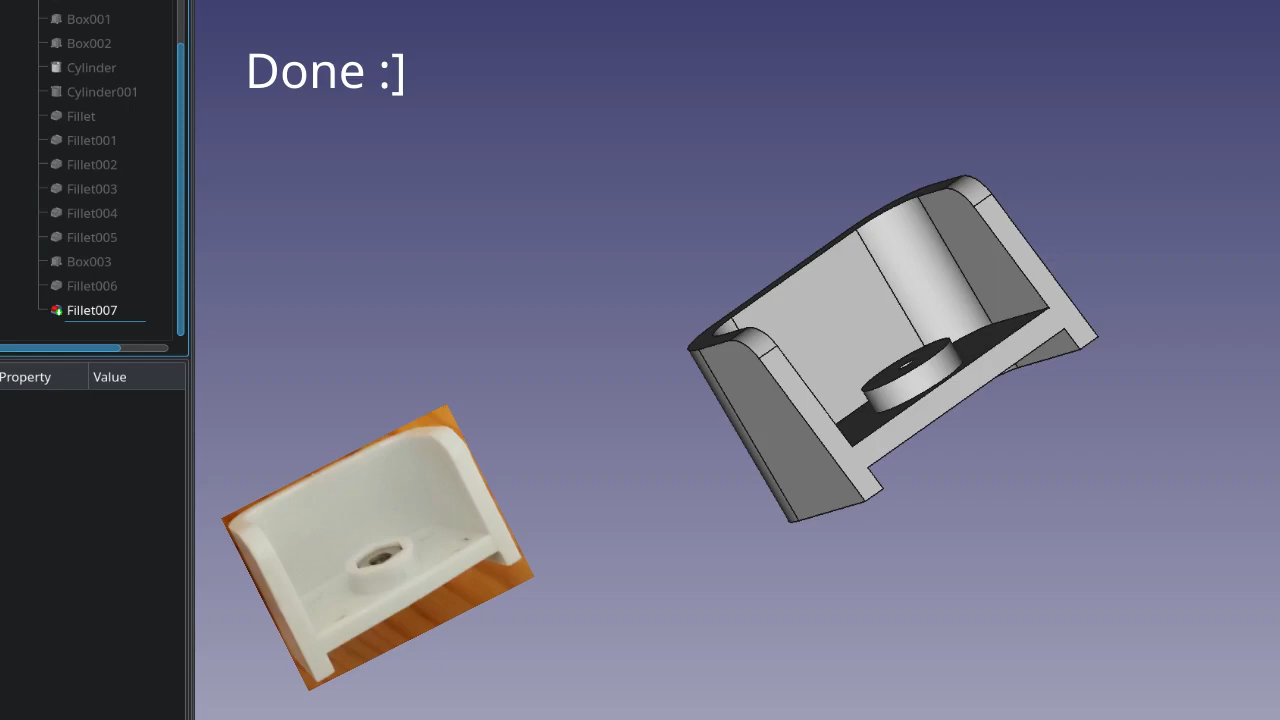 Box001
Box002
Cylinder
Cylinder001
Fillet
Fillet001
Fillet002
Fillet003
Fillet004
Fillet005
Box003
Fillet006
Fillet007
Property Value
Done :]